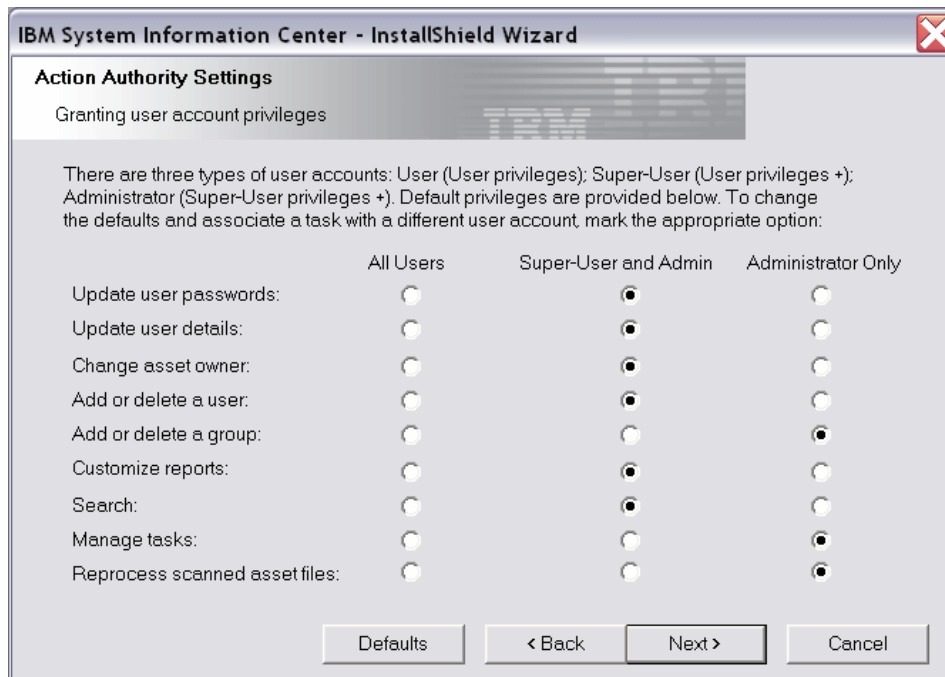 IBM System Information Center - InstallShield Wizard
Action Authority Settings
Granting user account privileges
IBM
IBM
There are three types of user accounts: User (User privileges); Super-User (User privileges +);
Administrator (Super-User privileges +). Default privileges are provided below. To change
the defaults and associate a task with a different user account, mark the appropriate option:
All Users Super-User and Admin Administrator Only
Update user passwords:
Update user details:
Change asset owner:
Add or delete a user:
Add or delete a group:
Customize reports:
Search:
Manage tasks:
Reprocess scanned asset files:
Defaults < Back Next > Cancel